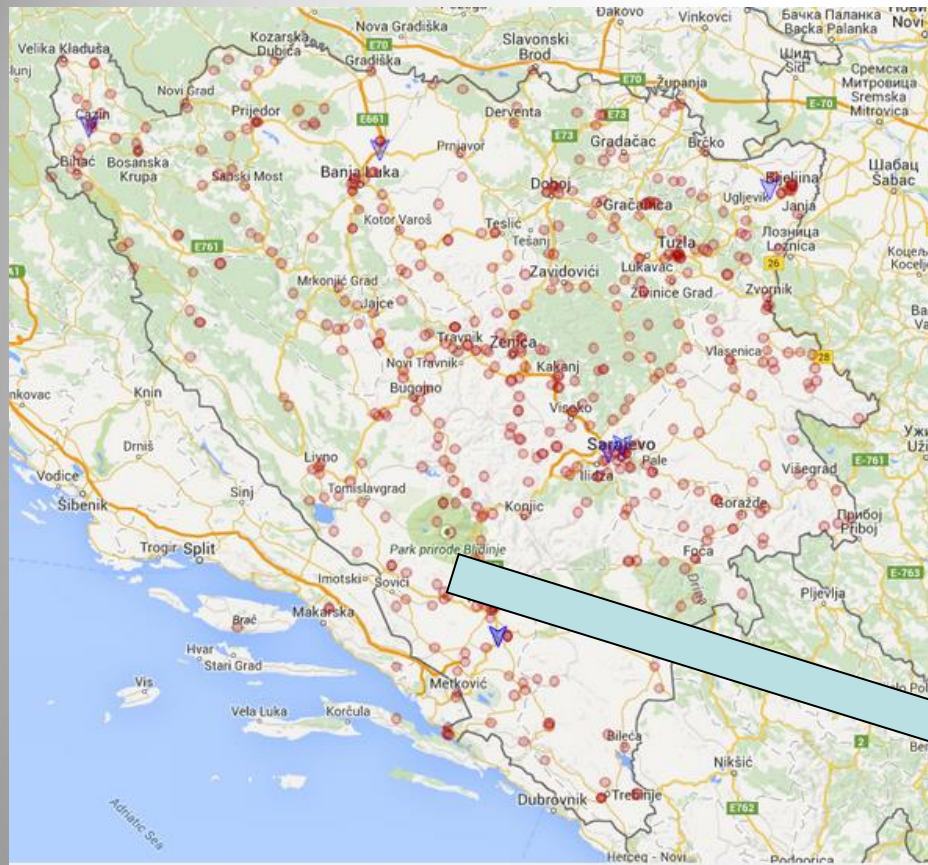 Нови
Novi
Đakovo
Vinkovci
Бачка Паланка
Backa Palanka
Nova Gradiška
Kozarska
Dubica
E70
Gradiška
Slavonski
Brod
Velika Kladuša
Novi Grad
E70
Županja
Шид
Šid
Сремска
Митровица
Sremska
Mitrovica
E-70
Cazin
Prijedor
E661
Derventa
E73
E73
Gradačac
Brčko
Prnjavor
Bihać
Bosanska
Krupa
Sanski Most
Banja Luka
Doboj
Gračanica
Bijeljina
Ugljevik
Janja
Шабац
Šabac
Kotor Varoš
Teslić
Tešanj
Лозница
Loznica
E761
Tuzla
Lukavac
26
Zavidovići
Živinice Grad
Zvornik
Mrkonjić Grad
Jajce
Travnik
Zenica
Novi Travnik
Kakanj
Vlasenica
28
Bugojno
Visoko
Knin
Drniš
Livno
Sarajevo
Ilidža
Pale
Višegrad
E-761
Vodice
Šibenik
Sinj
Tomislavgrad
Konjic
Goražde
Прибој
Priboj
Trogir
Split
Park prirode Blidinje
Foča
Drina
E-763
Imotski
Sovići
Pljevlja
Makarska
Brač
Hvar
Stari Grad
Vis
Metković
Vela Luka
Korčula
Bileća
2
Nikšić
Dubrovnik
Trebinje
E762
Adriatic Sea
Herceg - Novi
Podgorica